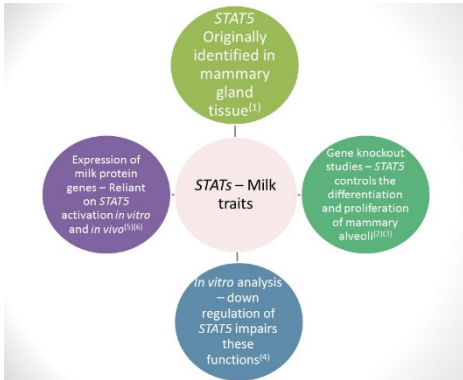 STAT5
Originally
identified in
mammary
gland
tissue(1)
Expression of
milk protein
genes – Reliant
on STAT5
activation in vitro
and in vivo(5)(6)
STATs – Milk
traits
Gene knockout
studies – STAT5
controls the
differentiation and
proliferation of
mammary
alveoli(2)(3)
In vitro analysis
– down
regulation of
STAT5 impairs
these
functions(4)